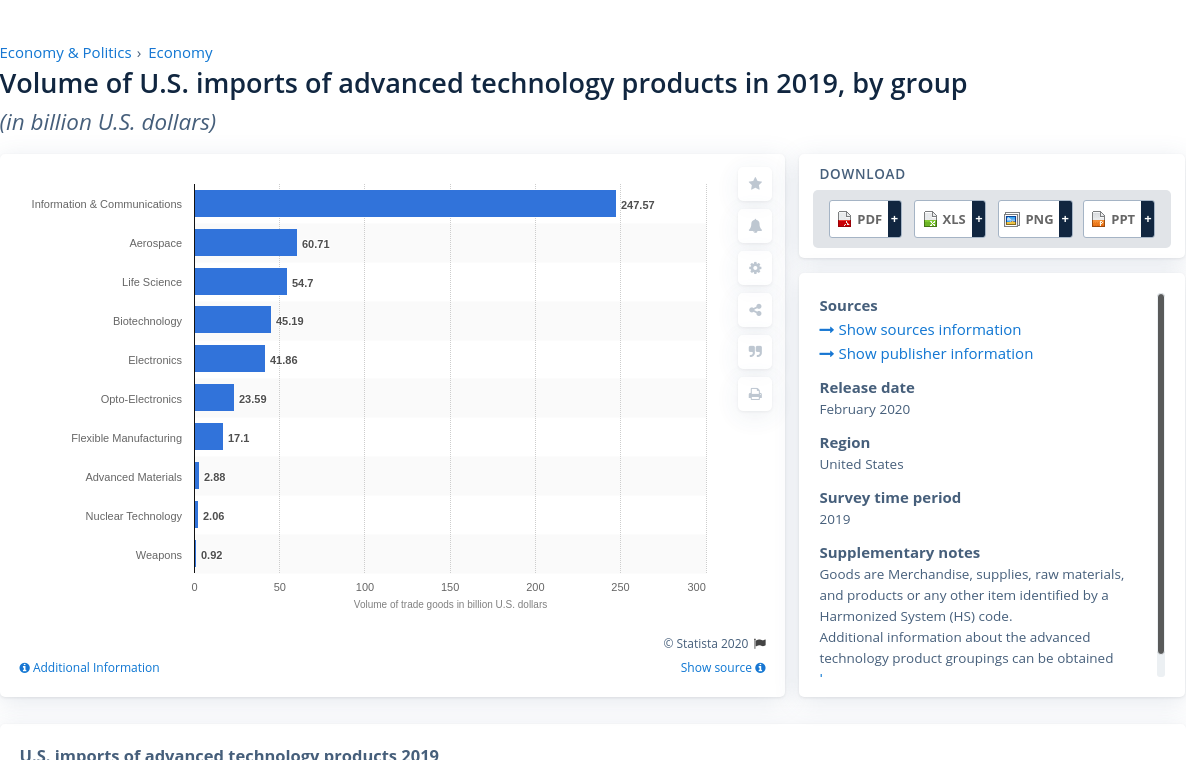 Economy & Politics › Economy
Volume of U.S. imports of advanced technology products in 2019, by group
(in billion U.S. dollars)
Information & Communications 247.57
Aerospace 60.71
Life Science 54.7
Biotechnology 45.19
Electronics 41.86
Opto-Electronics 23.59
Flexible Manufacturing 17.1
Advanced Materials 2.88
Nuclear Technology 2.06
Weapons 0.92
0 50 100 150 200 250 300
Volume of trade goods in billion U.S. dollars
© Statista 2020
Additional Information
Show source
DOWNLOAD
PDF + XLS + PNG + PPT +
Sources
Show sources information
Show publisher information
Release date
February 2020
Region
United States
Survey time period
2019
Supplementary notes
Goods are Merchandise, supplies, raw materials,
and products or any other item identified by a
Harmonized System (HS) code.
Additional information about the advanced
technology product groupings can be obtained
U.S. imports of advanced technology products 2019